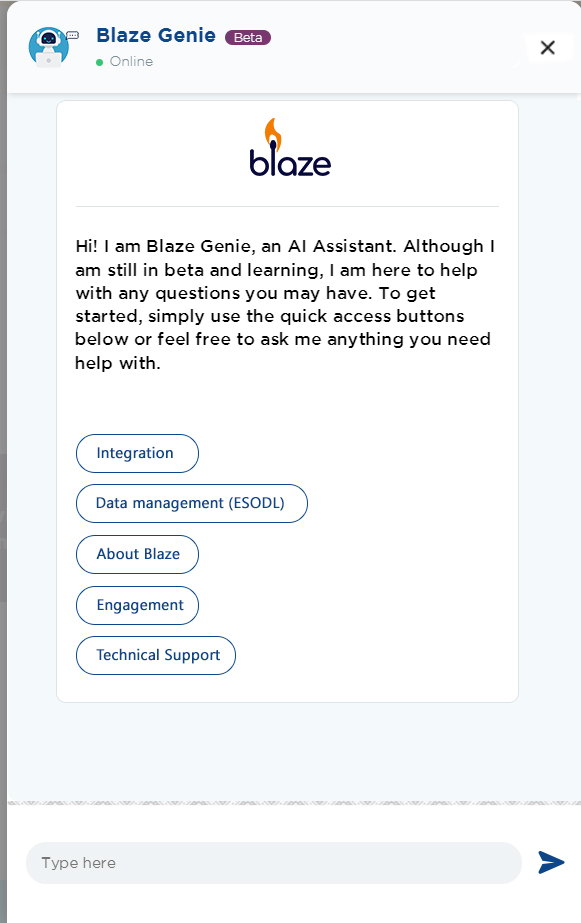 Blaze Genie Beta
Online
blaze
Hi! I am Blaze Genie, an AI Assistant. Although I
am still in beta and learning, I am here to help
with any questions you may have. To get
started, simply use the quick access buttons
below or feel free to ask me anything you need
help with.
Integration
Data management (ESODL)
About Blaze
Engagement
Technical Support
Type here